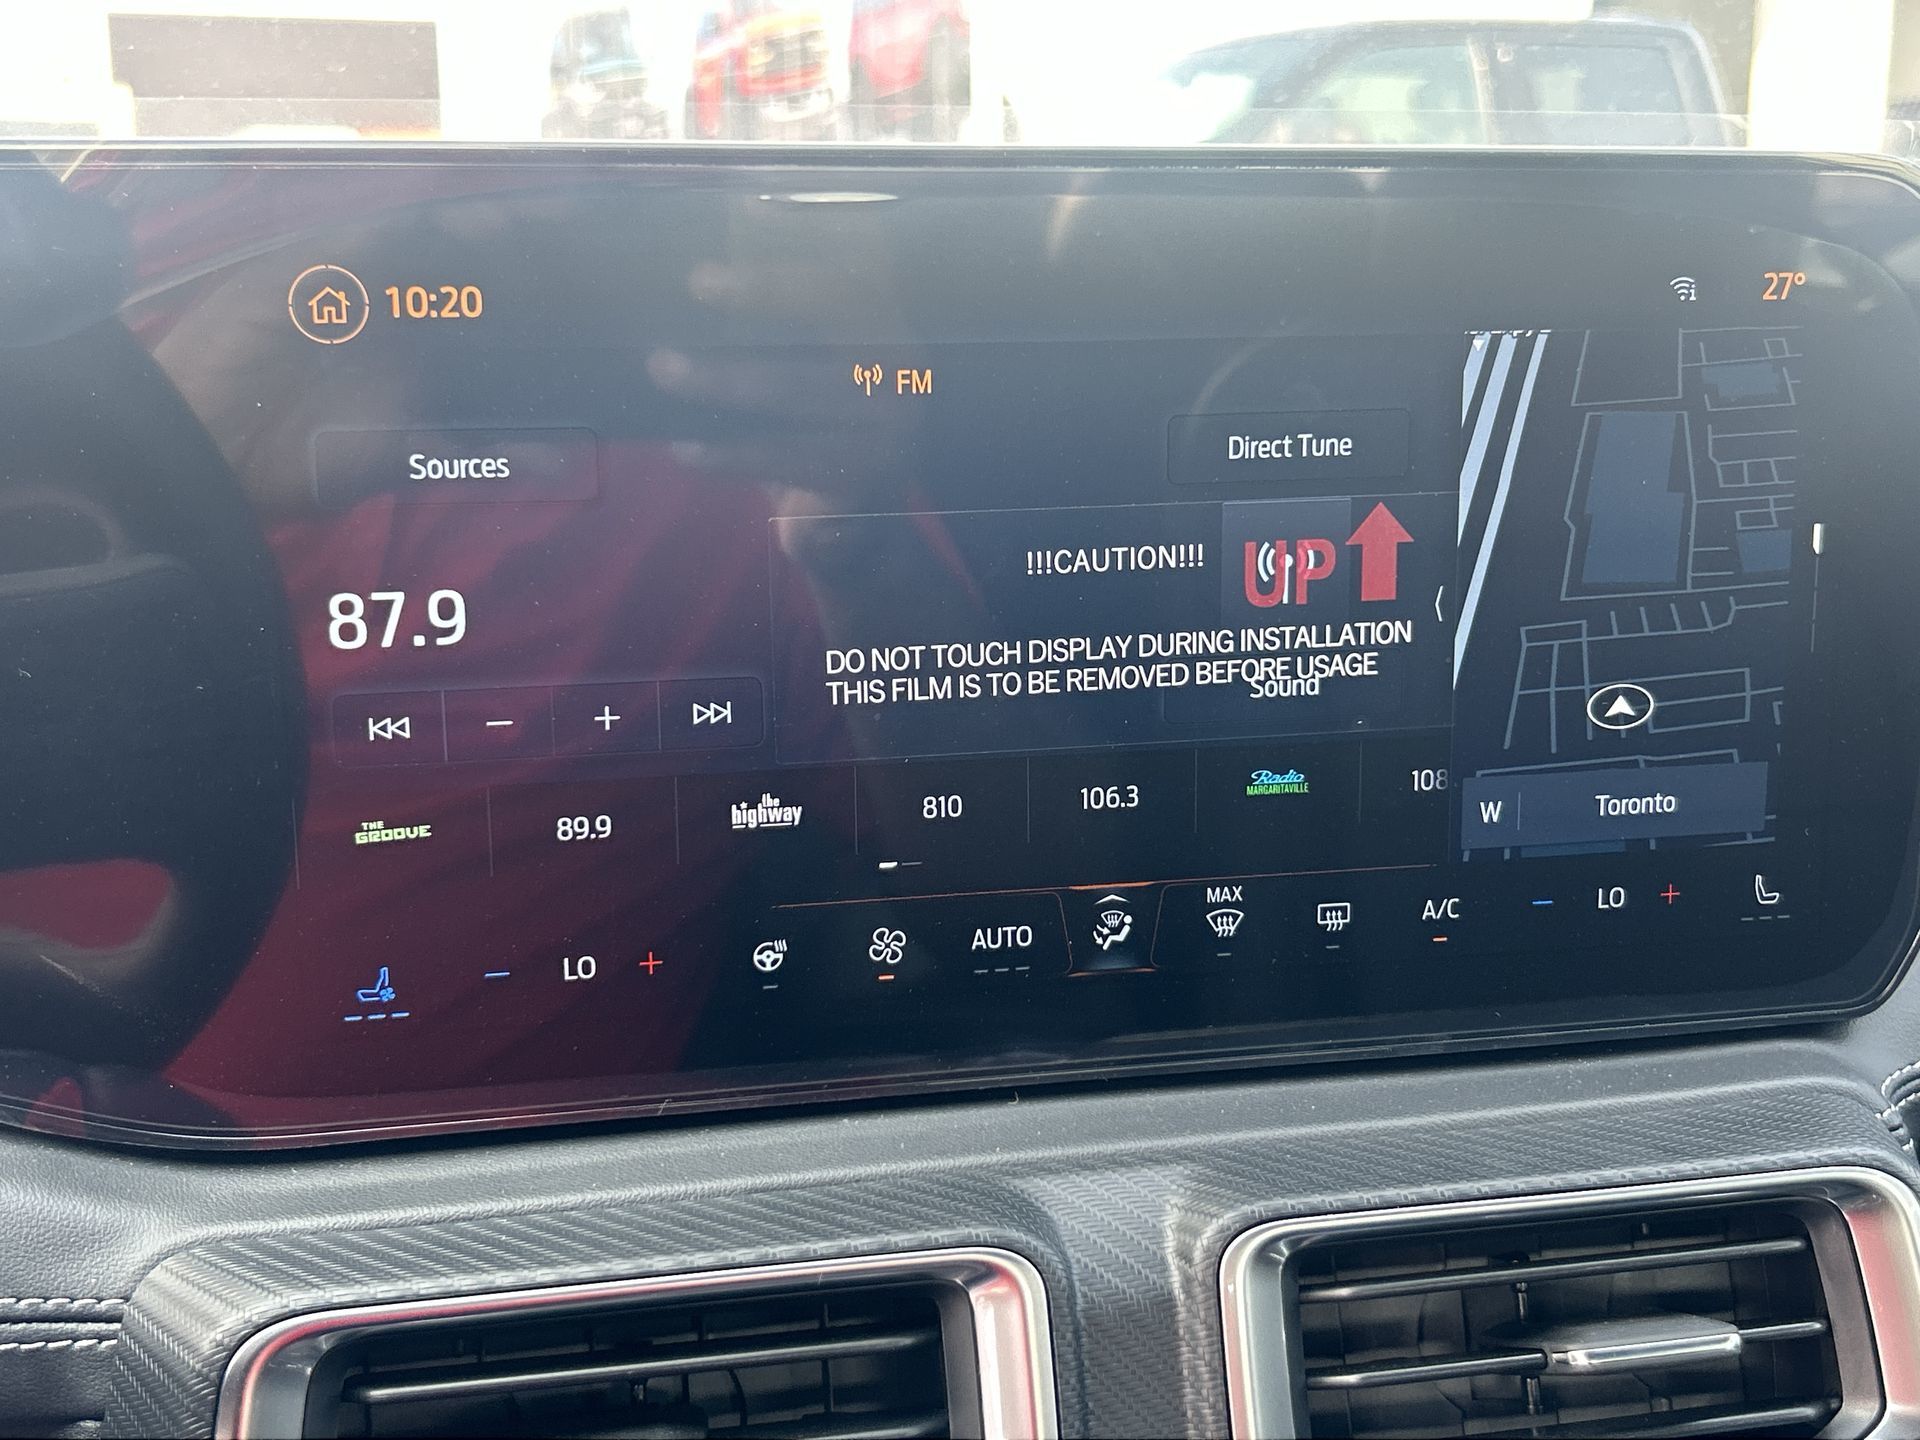 10:20
27°
FM
Sources
Direct Tune
!!!CAUTION!!! UP
87.9
DO NOT TOUCH DISPLAY DURING INSTALLATION
THIS FILM IS TO BE REMOVED BEFORE USAGE
Sound
THE GROOVE
89.9
the highway
810
106.3
Radio MARGARITAVILLE
108
W Toronto
LO
AUTO
MAX
A/C
LO